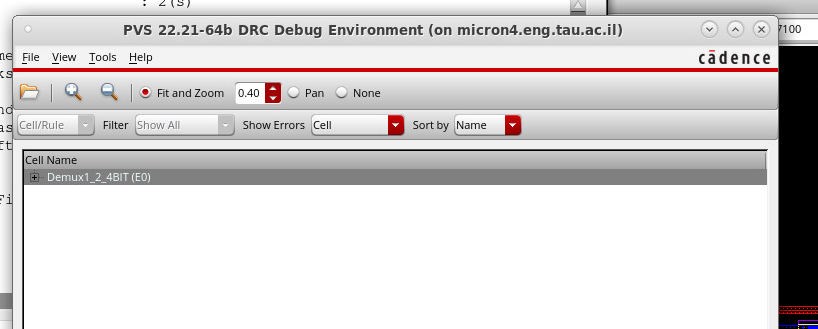 : 2(s)
PVS 22.21-64b DRC Debug Environment (on micron4.eng.tau.ac.il)
7100
File View Tools Help
cādence
me
ks
Fit and Zoom 0.40 Pan None
nd
Cell/Rule Filter Show All Show Errors Cell Sort by Name
as
ft
Cell Name
Demux1_2_4BIT (E0)
Fi